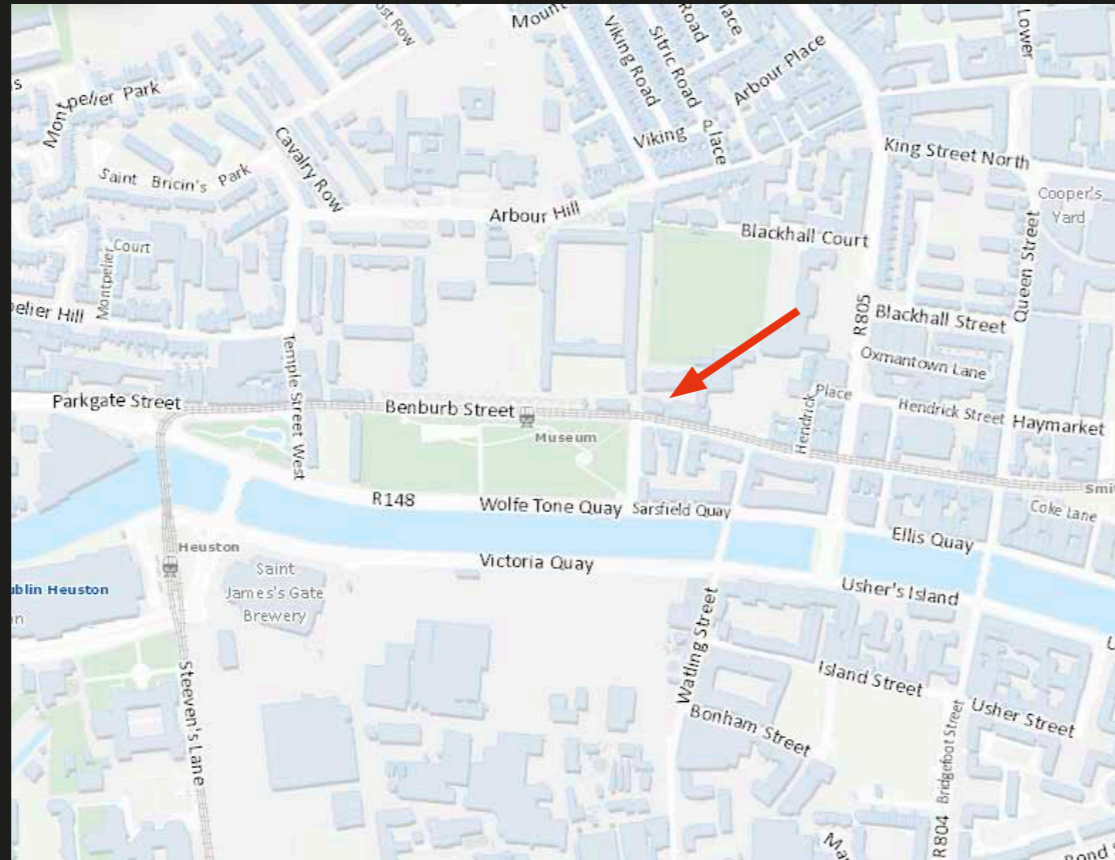 Mount
Viking Road
Sitric Road
Road
Place
Arbour Place
Lower
Montpelier Park
Cavalry Row
Viking
Place
King Street North
Saint Bricin's Park
Cooper's
Yard
Arbour Hill
Blackhall Court
Queen Street
Court
Montpelier
elier Hill
R805
Blackhall Street
Temple Street West
Oxmantown Lane
Parkgate Street
Benburb Street
Hendrick
Place
Hendrick Street
Haymarket
Museum
R148
Wolfe Tone Quay
Sarsfield Quay
Smi
Coke Lane
Ellis Quay
Heuston
Victoria Quay
ublin Heuston
Saint
James's Gate
Brewery
Usher's Island
Watling Street
Island Street
Steeven's Lane
Usher Street
Bonham Street
Bridgefoot Street
R804
Bond